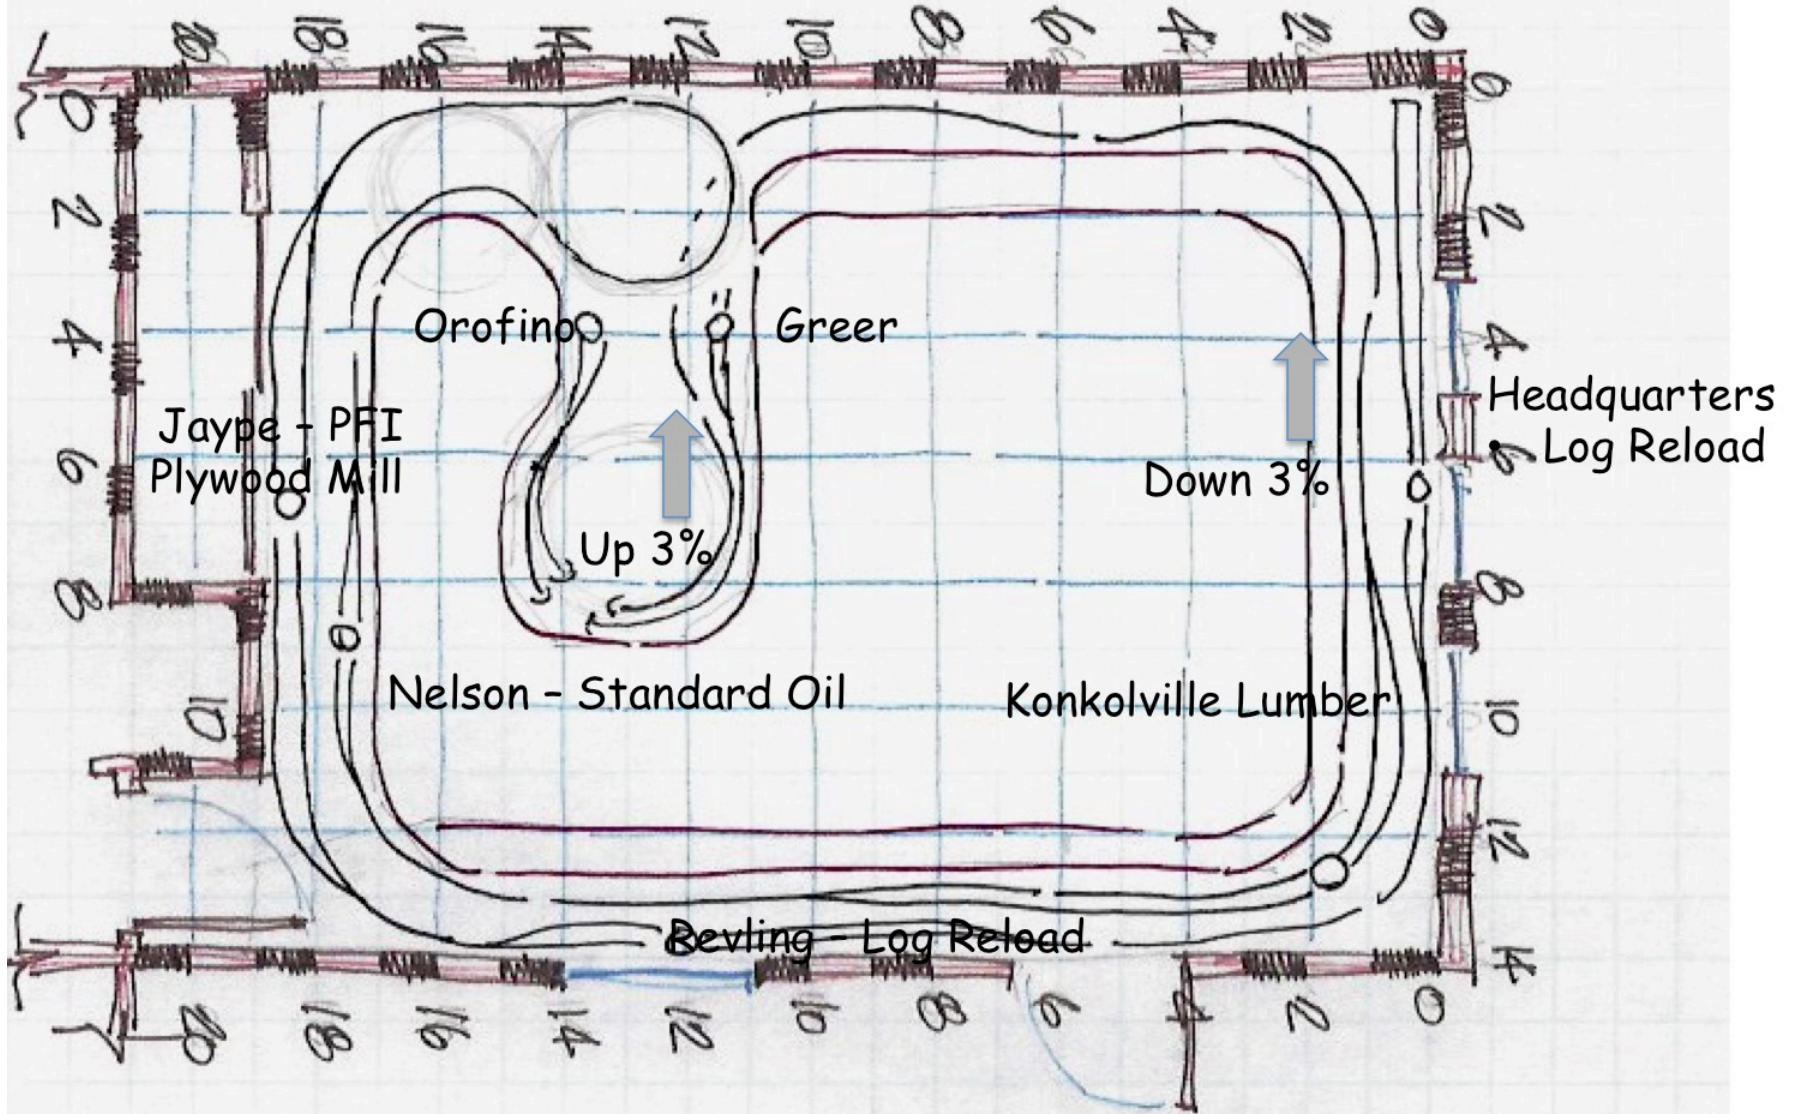 20 18 16 14 12 10 8 6 4 2 0
0
0
2
2
4
4
Orofino
Greer
Headquarters
Log Reload
Jaype - PFI
Plywood Mill
6
6
Down 3%
Up 3%
8
8
Nelson - Standard Oil
Konkolville Lumber
10
10
12
Revling - Log Reload
14
20 18 16 14 12 10 8 6 4 2 0